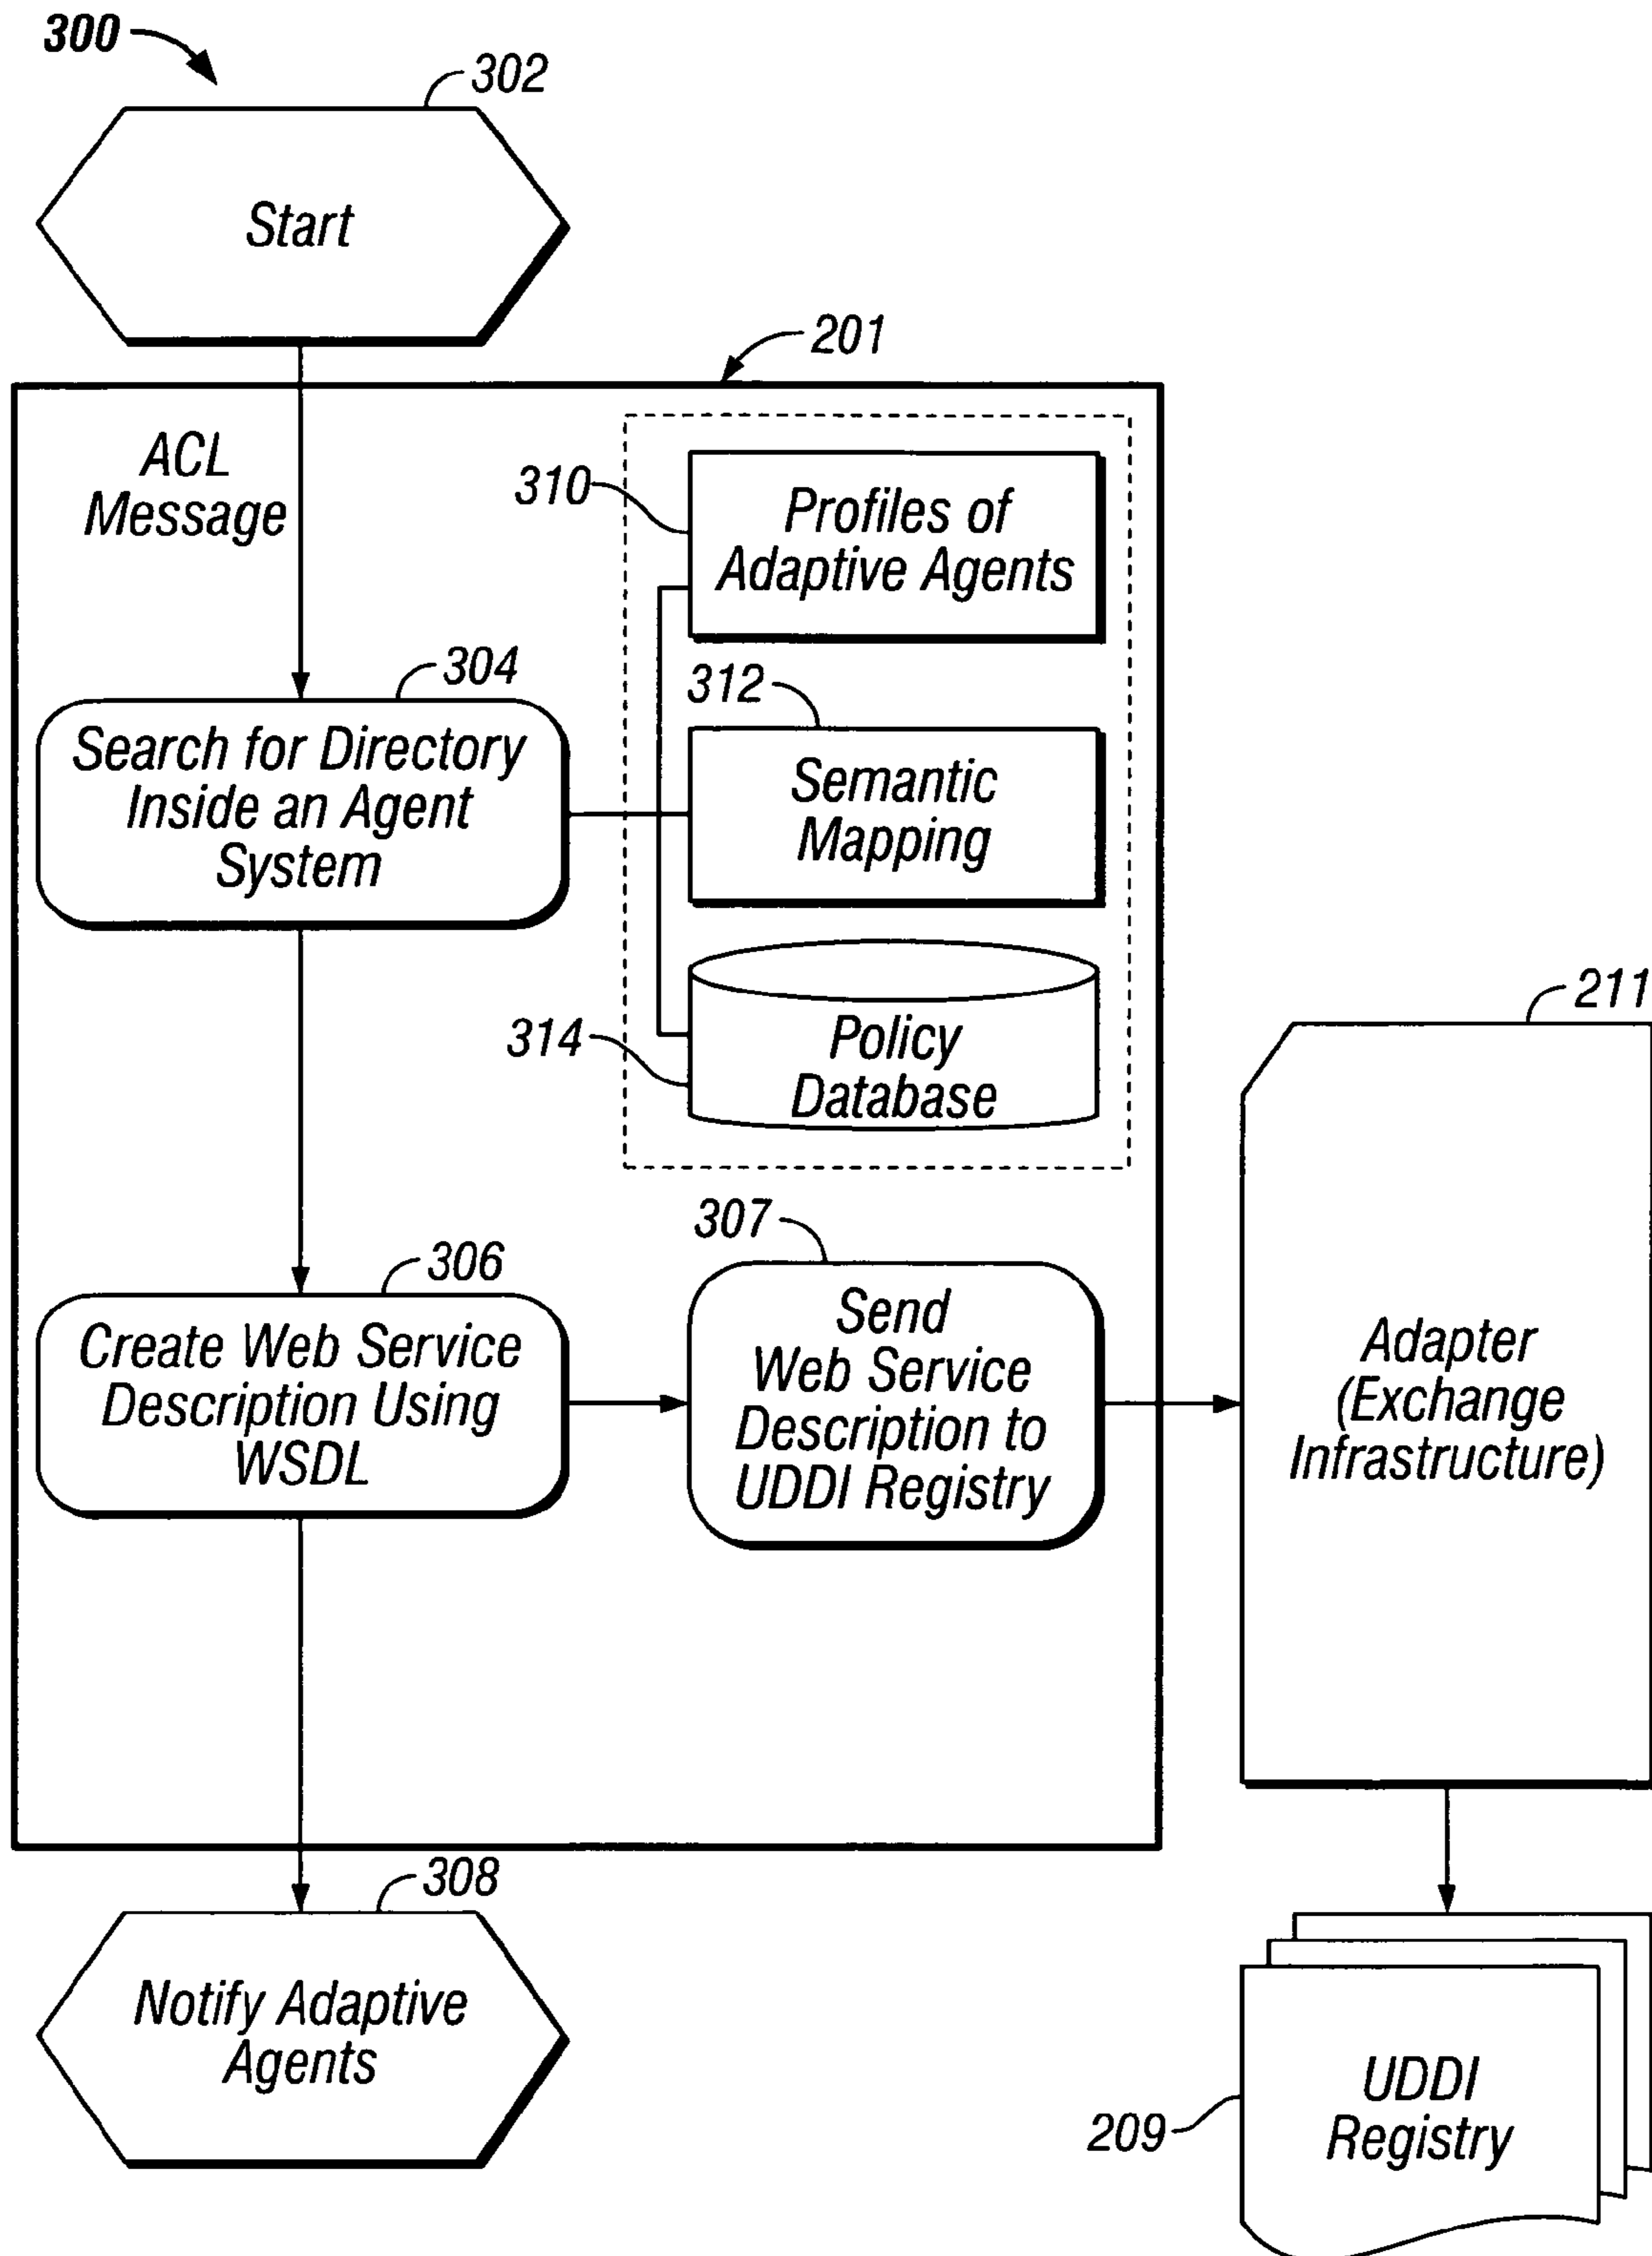 300
302
Start
201
ACL
Message
310
Profiles of
Adaptive Agents
304
Search for Directory
Inside an Agent
System
312
Semantic
Mapping
314
Policy
Database
211
Adapter
(Exchange
Infrastructure)
306
Create Web Service
Description Using
WSDL
307
Send
Web Service
Description to
UDDI Registry
308
Notify Adaptive
Agents
209
UDDI
Registry